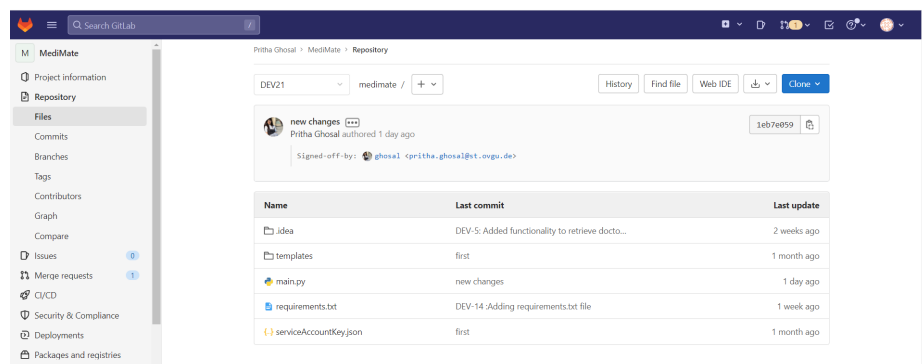 Search GitLab /
1
M MediMate
Project information
Repository
Files
Commits
Branches
Tags
Contributors
Graph
Compare
Issues 0
Merge requests 1
CI/CD
Security & Compliance
Deployments
Packages and registries
Pritha Ghosal › MediMate › Repository
DEV21 medimate / +
History Find file Web IDE Clone
new changes
Pritha Ghosal authored 1 day ago
1eb7e059
Signed-off-by: ghosal <pritha.ghosal@st.ovgu.de>
Name Last commit Last update
.idea DEV-5: Added functionality to retrieve docto... 2 weeks ago
templates first 1 month ago
main.py new changes 1 day ago
requirements.txt DEV-14 :Adding requirements.txt file 1 week ago
serviceAccountKey.json first 1 month ago